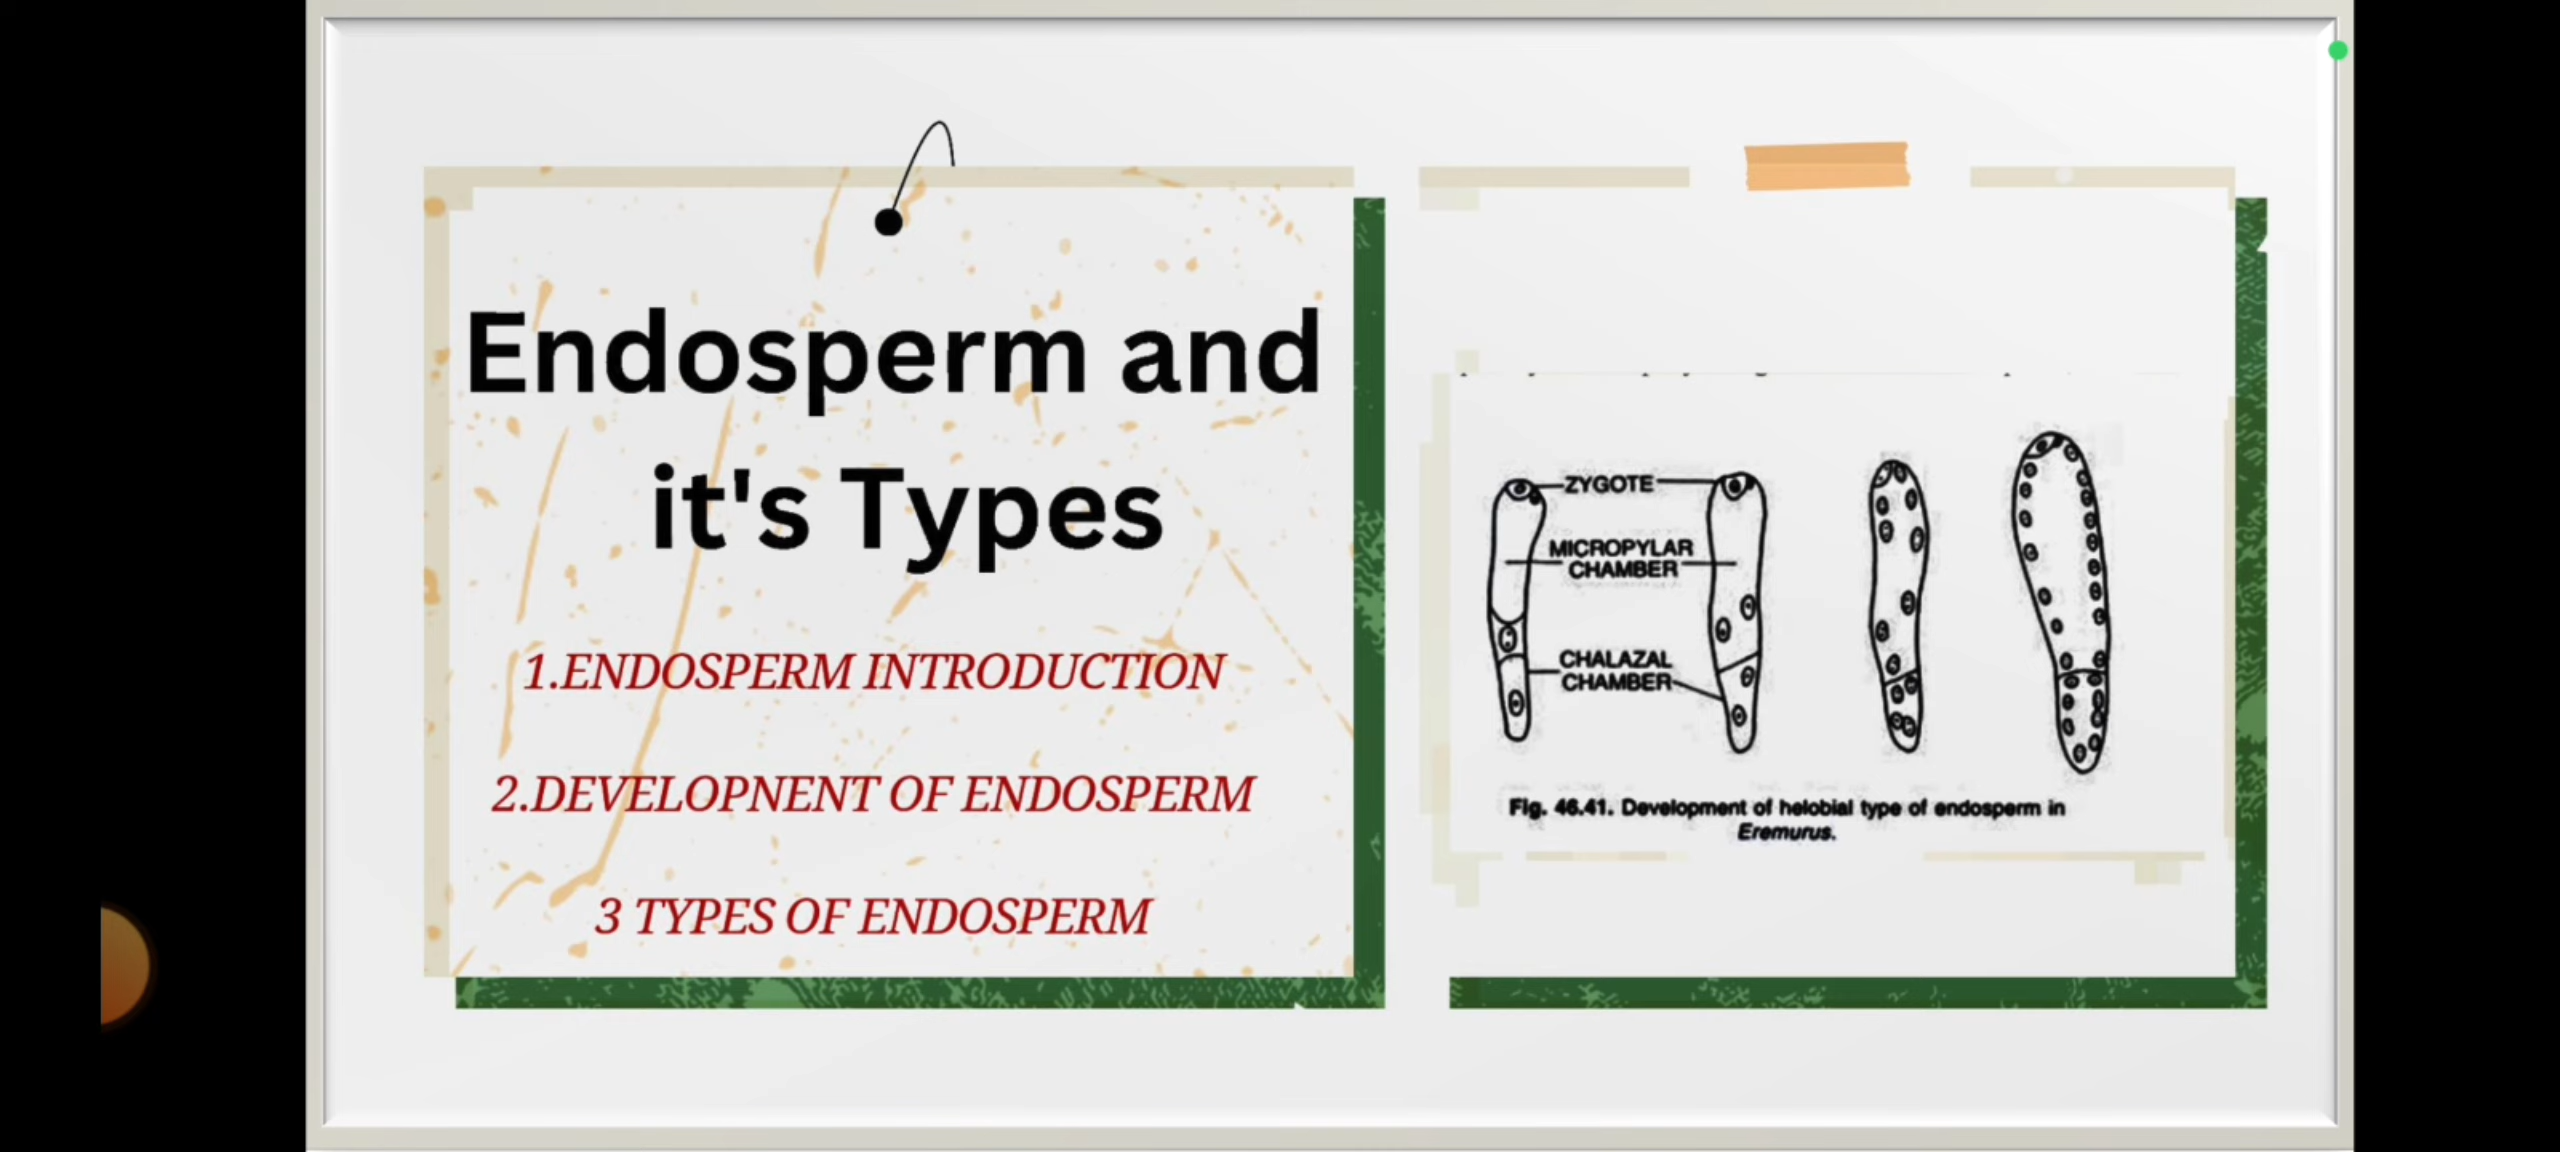 Endosperm and
it's Types
1.ENDOSPERM INTRODUCTION
2.DEVELOPNENT OF ENDOSPERM
3 TYPES OF ENDOSPERM
ZYGOTE
MICROPYLAR
CHAMBER
CHALAZAL
CHAMBER
Fig. 46.41. Development of helobial type of endosperm in
Eremurus.